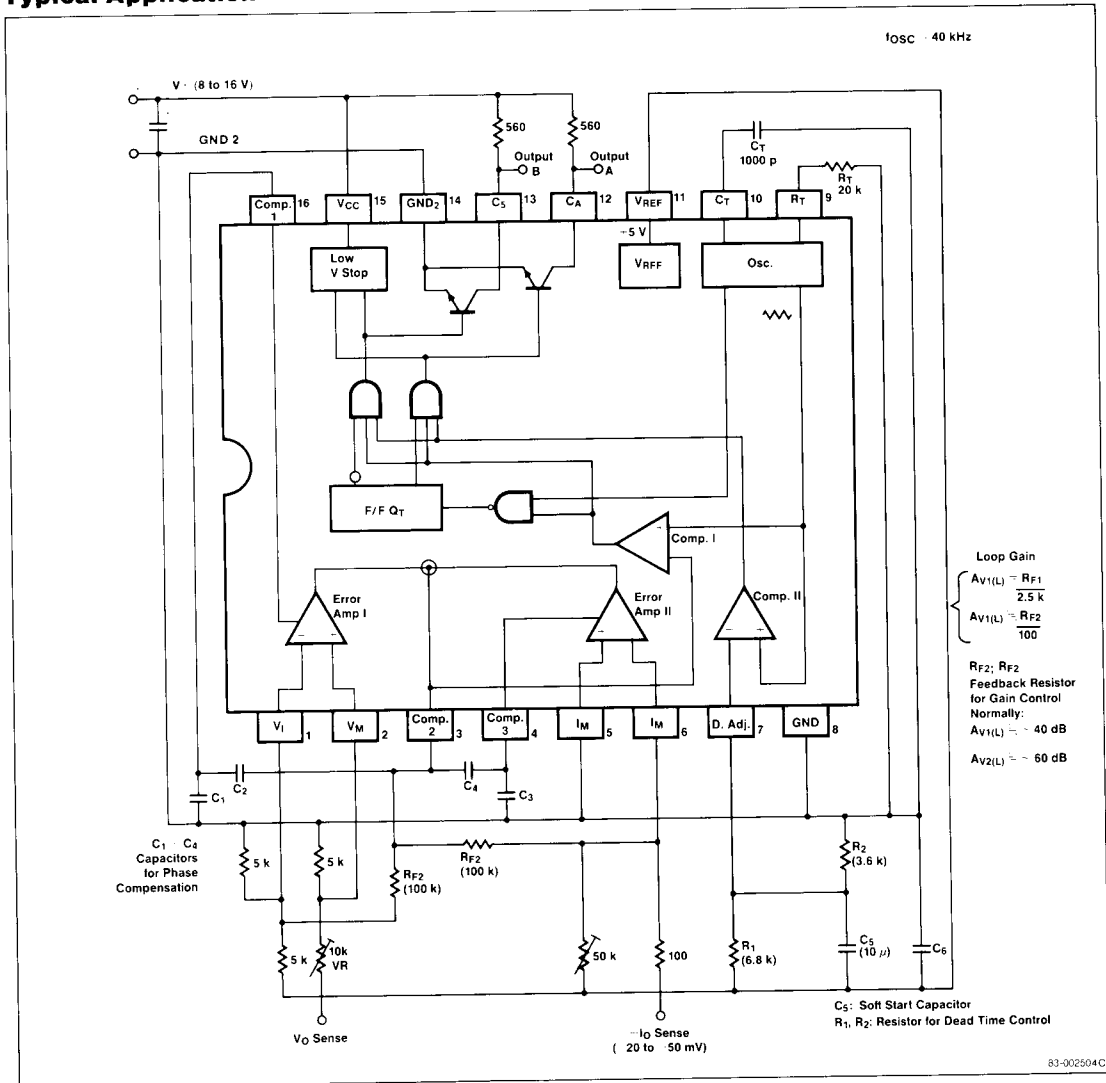 Typical Application
fOSC · 40 kHz
V · (8 to 16 V)
GND 2
560
560
Output B
Output A
CT
1000 p
RT
20 k
Comp. 1
16
VCC
15
GND2
14
C5
13
CA
12
VREF
11
CT
10
RT
9
Low V Stop
–5 V
VRFF
Osc.
F/F QT
Comp. I
Error Amp I
Error Amp II
Comp. II
VI
1
VM
2
Comp. 2
3
Comp. 3
4
IM
5
IM
6
D. Adj.
7
GND
8
Loop Gain
AV1(L) = RF1
2.5 k
AV1(L) = RF2
100
RF2; RF2
Feedback Resistor
for Gain Control
Normally:
AV1(L) = ~ 40 dB
AV2(L) = ~ 60 dB
C1
C2
C4
C3
C1 · C4
Capacitors
for Phase
Compensation
5 k
5 k
RF2
(100 k)
RF2
(100 k)
R2
(3.6 k)
5 k
10k
VR
50 k
100
R1
(6.8 k)
C5
(10 µ)
C6
VO Sense
–IO Sense
( 20 to 50 mV)
C5: Soft Start Capacitor
R1, R2: Resistor for Dead Time Control
83-002504C